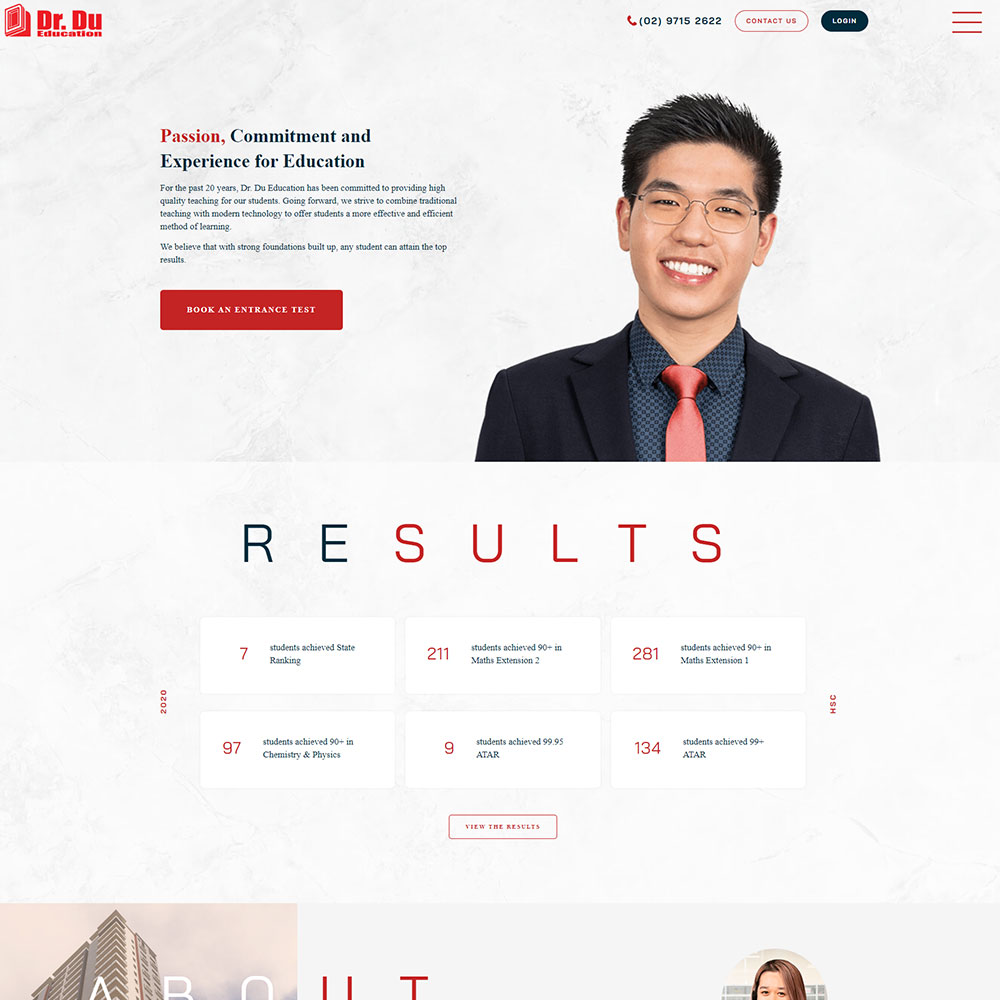 Dr. Du
Education
(02) 9715 2622
CONTACT US
LOGIN
Passion, Commitment and
Experience for Education
For the past 20 years, Dr. Du Education has been committed to providing high
quality teaching for our students. Going forward, we strive to combine traditional
teaching with modern technology to offer students a more effective and efficient
method of learning.
We believe that with strong foundations built up, any student can attain the top
results.
BOOK AN ENTRANCE TEST
RESULTS
2020
7
students achieved State
Ranking
211
students achieved 90+ in
Maths Extension 2
281
students achieved 90+ in
Maths Extension 1
97
students achieved 90+ in
Chemistry & Physics
9
students achieved 99.95
ATAR
134
students achieved 99+
ATAR
HSC
VIEW THE RESULTS
ABOUT